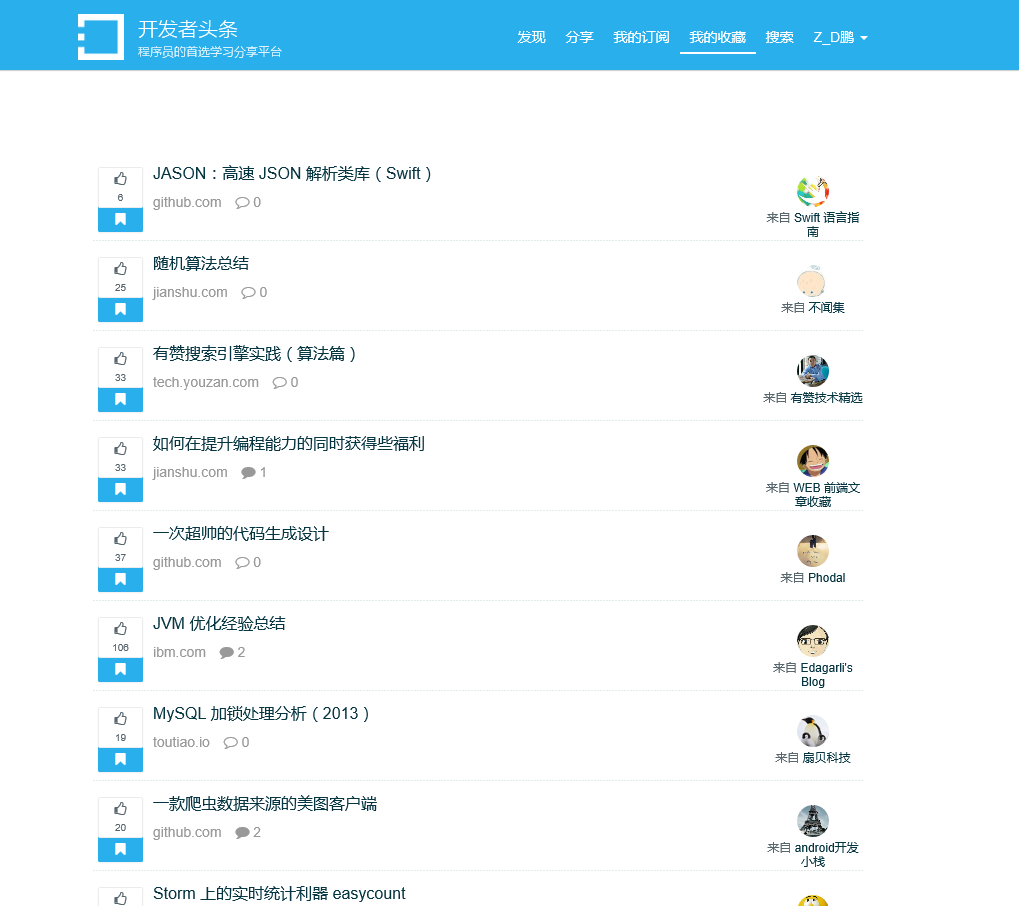 开发者头条
程序员的首选学习分享平台
发现 分享 我的订阅 我的收藏 搜索 Z_D鹏
6
JASON：高速 JSON 解析类库（Swift）
github.com 0
来自 Swift 语言指
南
25
随机算法总结
jianshu.com 0
来自 不闻集
33
有赞搜索引擎实践（算法篇）
tech.youzan.com 0
来自 有赞技术精选
33
如何在提升编程能力的同时获得些福利
jianshu.com 1
来自 WEB 前端文
章收藏
37
一次超帅的代码生成设计
github.com 0
来自 Phodal
106
JVM 优化经验总结
ibm.com 2
来自 Edagarli's
Blog
19
MySQL 加锁处理分析（2013）
toutiao.io 0
来自 扇贝科技
20
一款爬虫数据来源的美图客户端
github.com 2
来自 android开发
小栈
Storm 上的实时统计利器 easycount